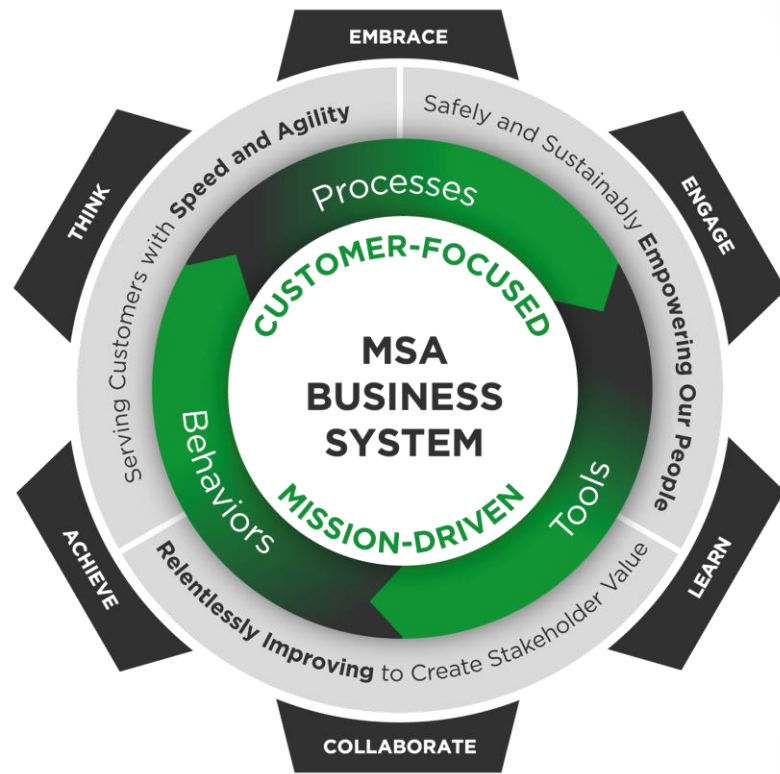 EMBRACE
ENGAGE
LEARN
COLLABORATE
ACHIEVE
THINK
Serving Customers with Speed and Agility
Safely and Sustainably Empowering Our People
Relentlessly Improving to Create Stakeholder Value
Processes
Tools
Behaviors
CUSTOMER-FOCUSED
MSA
BUSINESS
SYSTEM
MISSION-DRIVEN